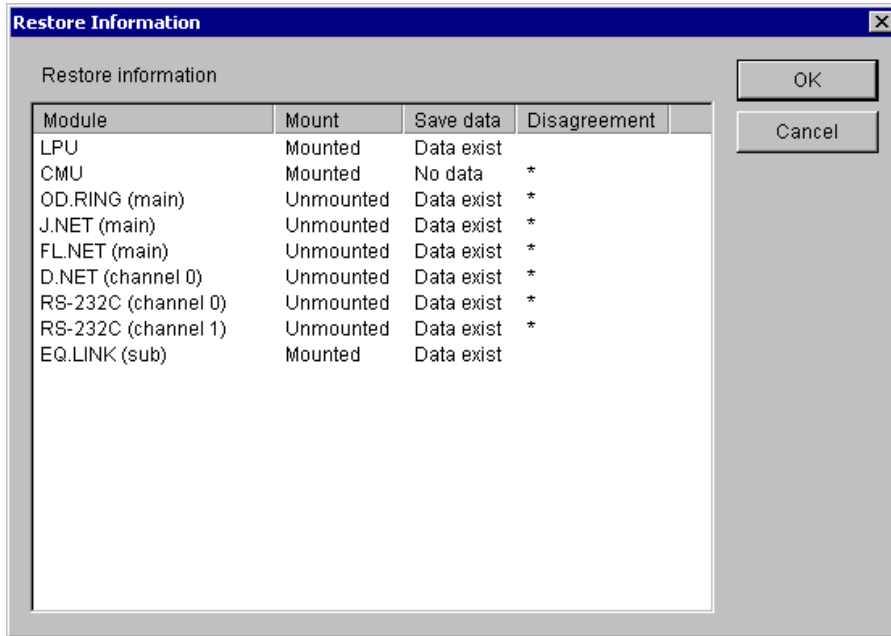 Restore Information
Restore information
OK
Cancel
Module Mount Save data Disagreement
LPU Mounted Data exist
CMU Mounted No data *
OD.RING (main) Unmounted Data exist *
J.NET (main) Unmounted Data exist *
FL.NET (main) Unmounted Data exist *
D.NET (channel 0) Unmounted Data exist *
RS-232C (channel 0) Unmounted Data exist *
RS-232C (channel 1) Unmounted Data exist *
EQ.LINK (sub) Mounted Data exist